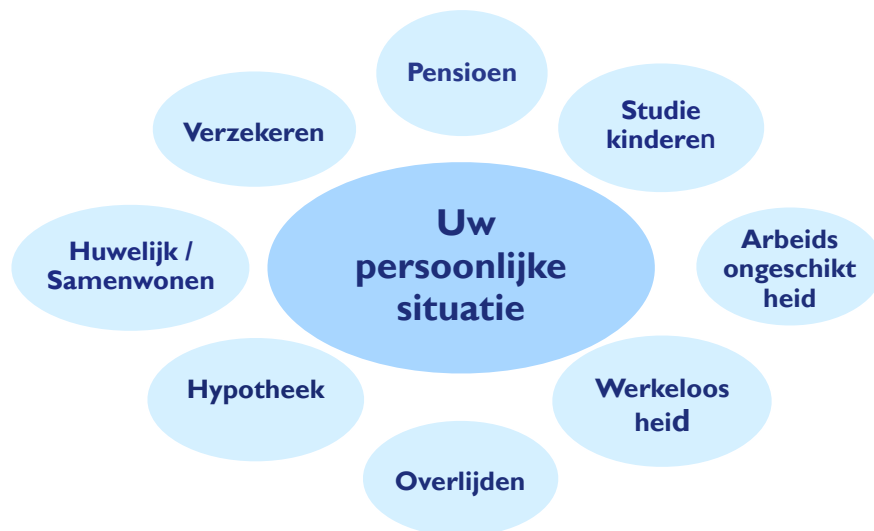 Pensioen
Studie
kinderen
Verzekeren
Uw
persoonlijke
situatie
Arbeids
ongeschikt
heid
Huwelijk /
Samenwonen
Werkeloos
heid
Hypotheek
Overlijden